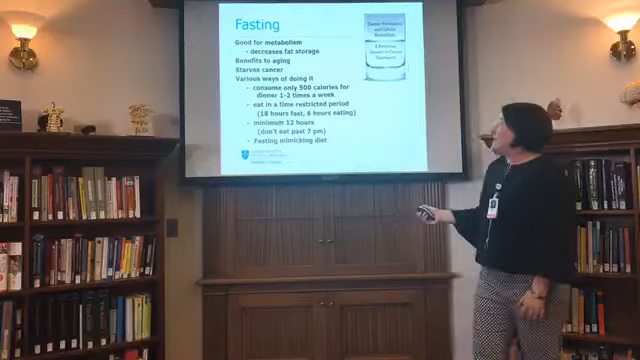 Fasting
Good for metabolism
- decreases fat storage
Benefits to aging
Starves cancer
Various ways of doing it
- consume only 500 calories for
dinner 1-2 times a week
- eat in a time restricted period
(18 hours fast, 6 hours eating)
- minimum 12 hours
(don't eat past 7 pm)
- Fasting mimicking diet